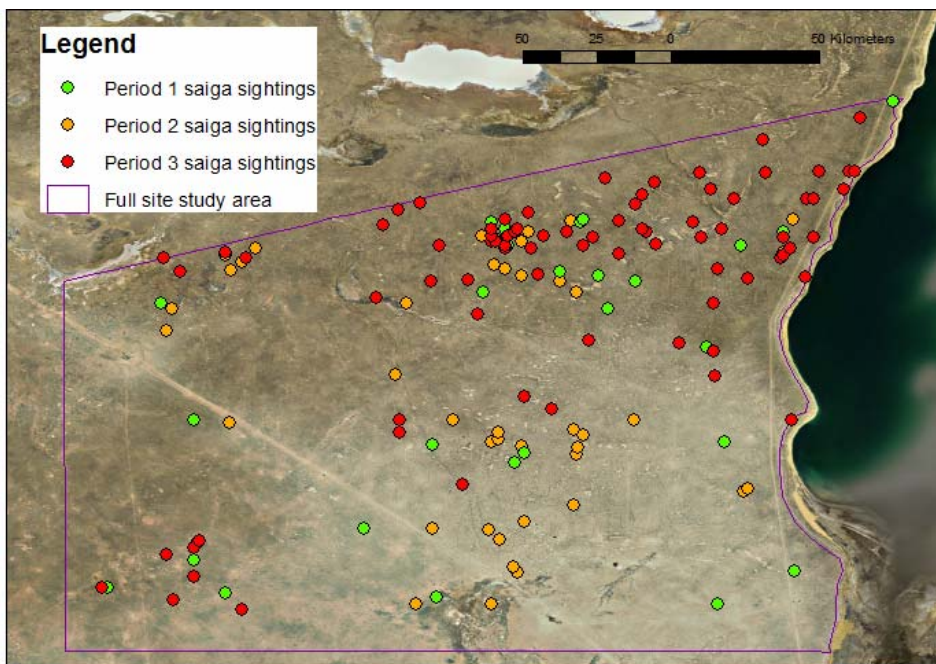 Legend
Period 1 saiga sightings
Period 2 saiga sightings
Period 3 saiga sightings
Full site study area
50 25 0 50 Kilometers